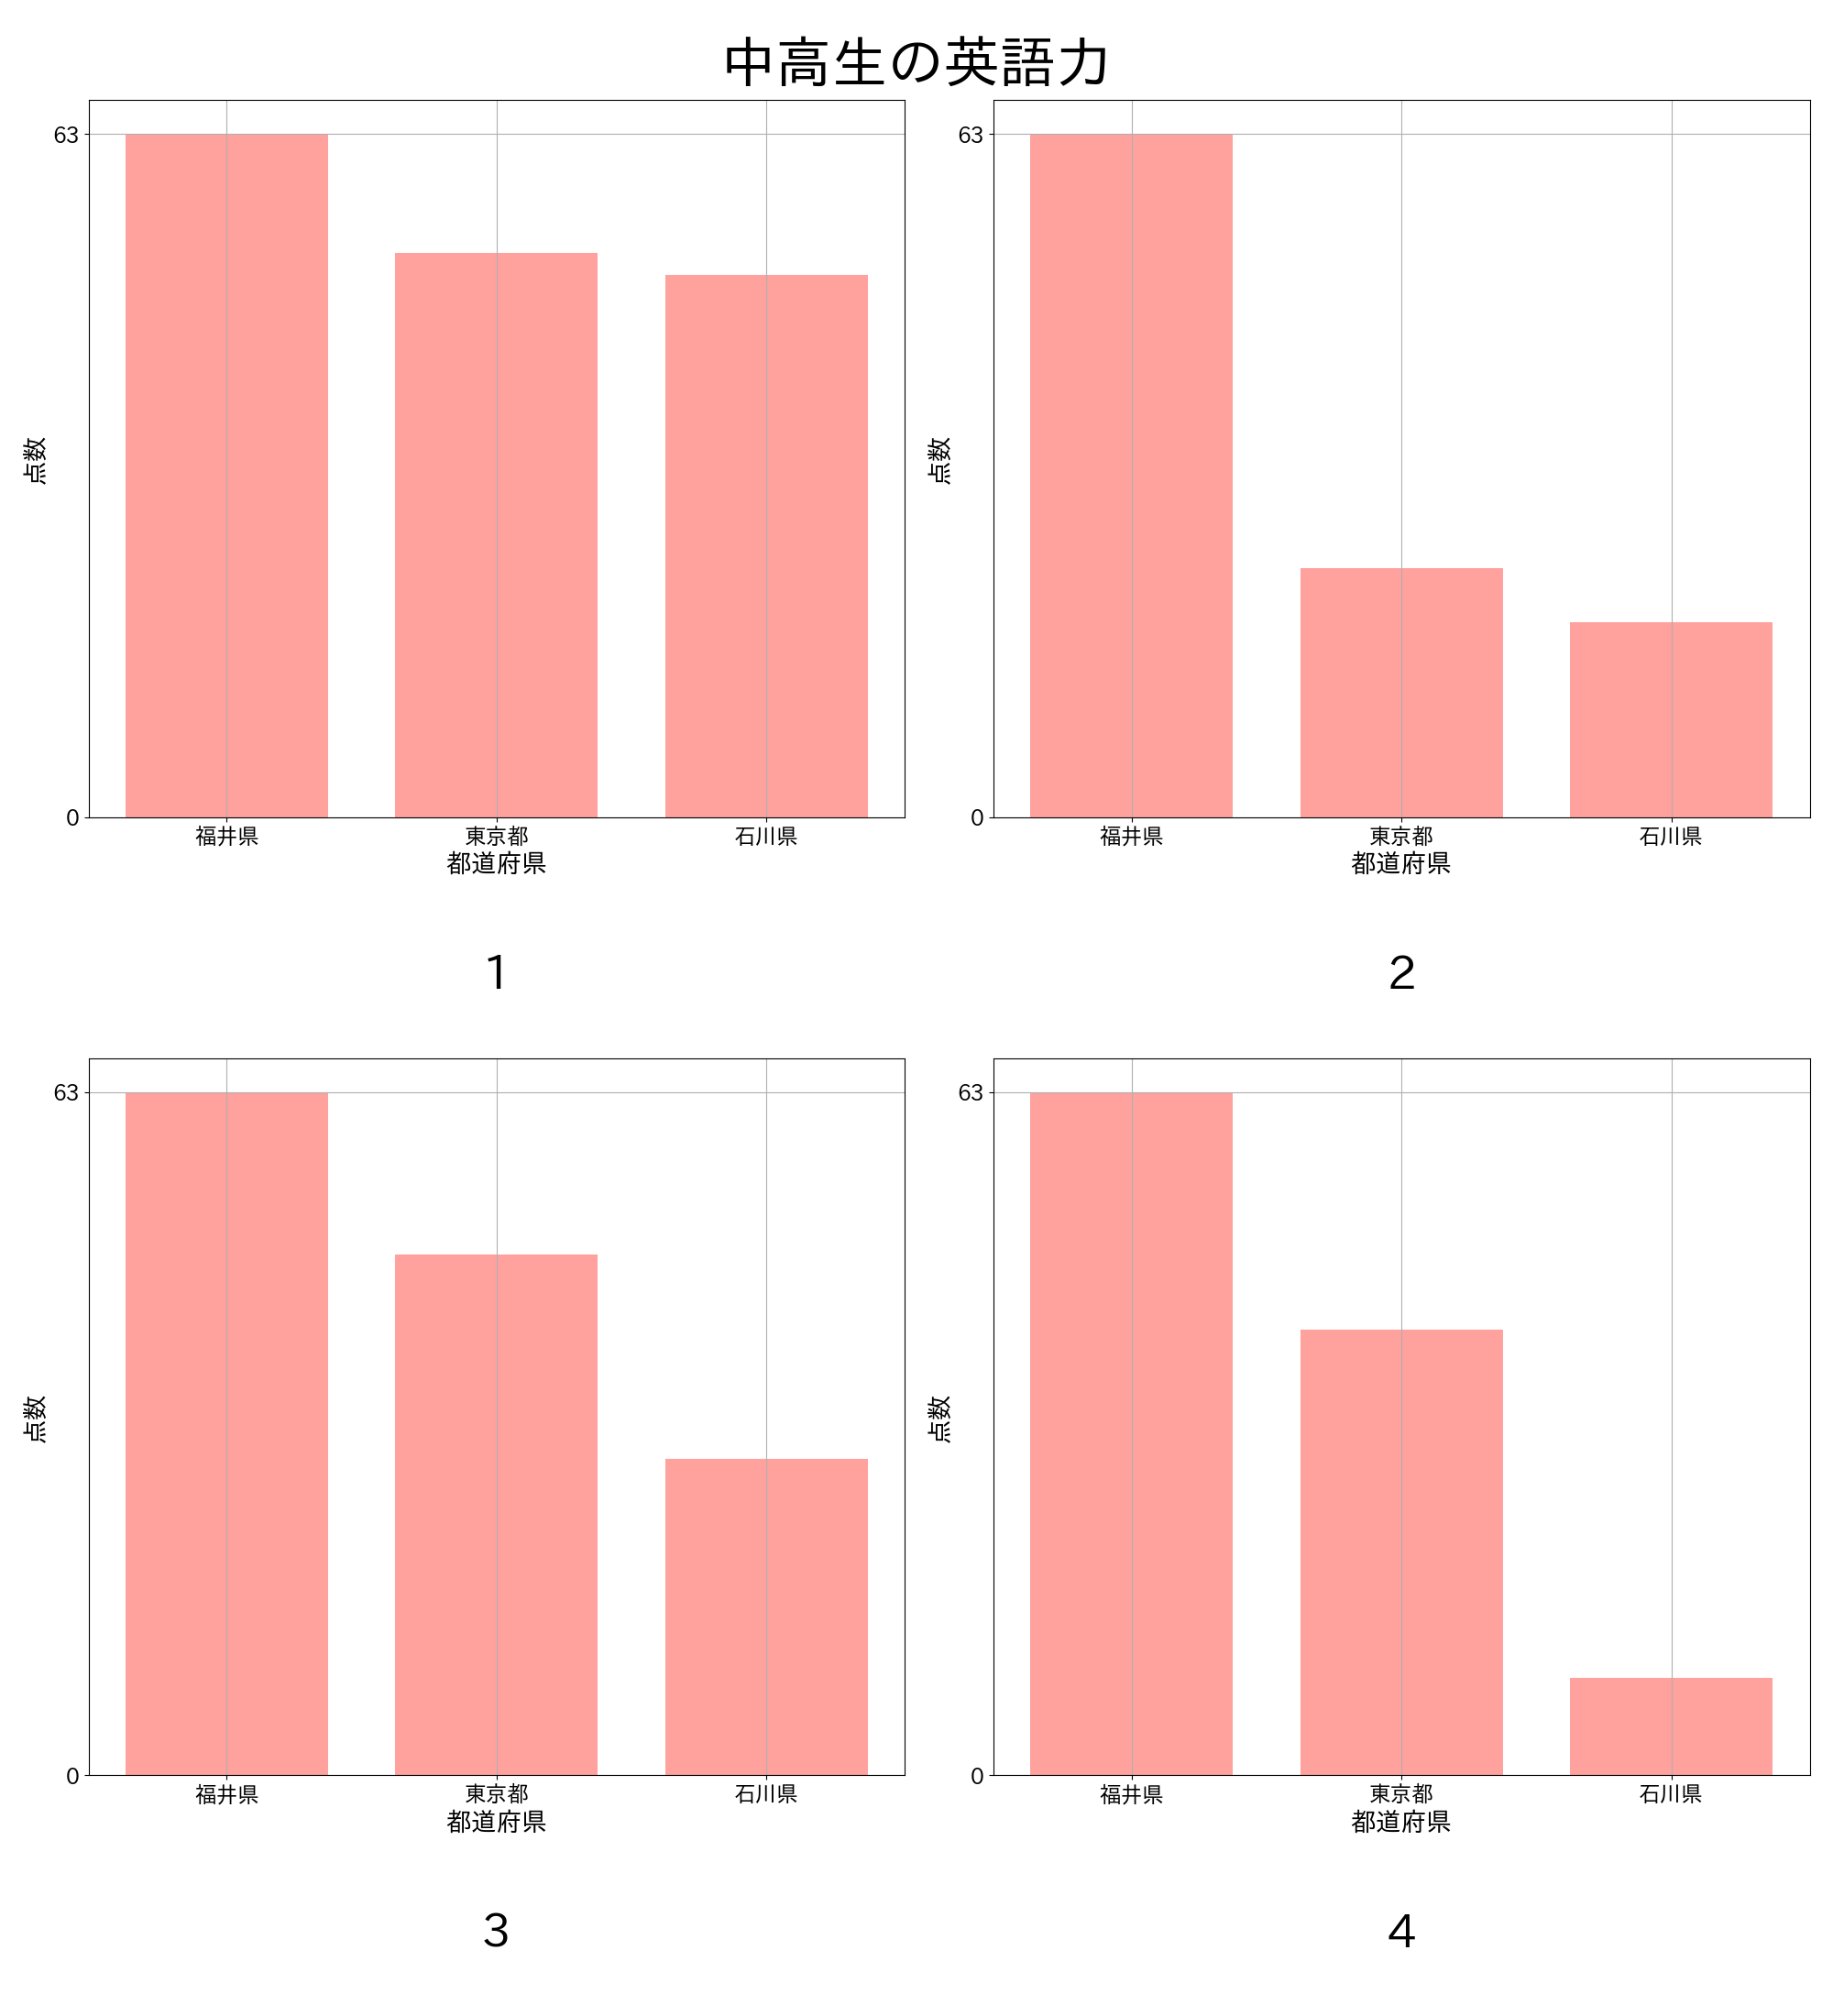 中高生の英語力
63
点数
0
福井県 東京都 石川県
都道府県
1
63
点数
0
福井県 東京都 石川県
都道府県
2
63
点数
0
福井県 東京都 石川県
都道府県
3
63
点数
0
福井県 東京都 石川県
都道府県
4